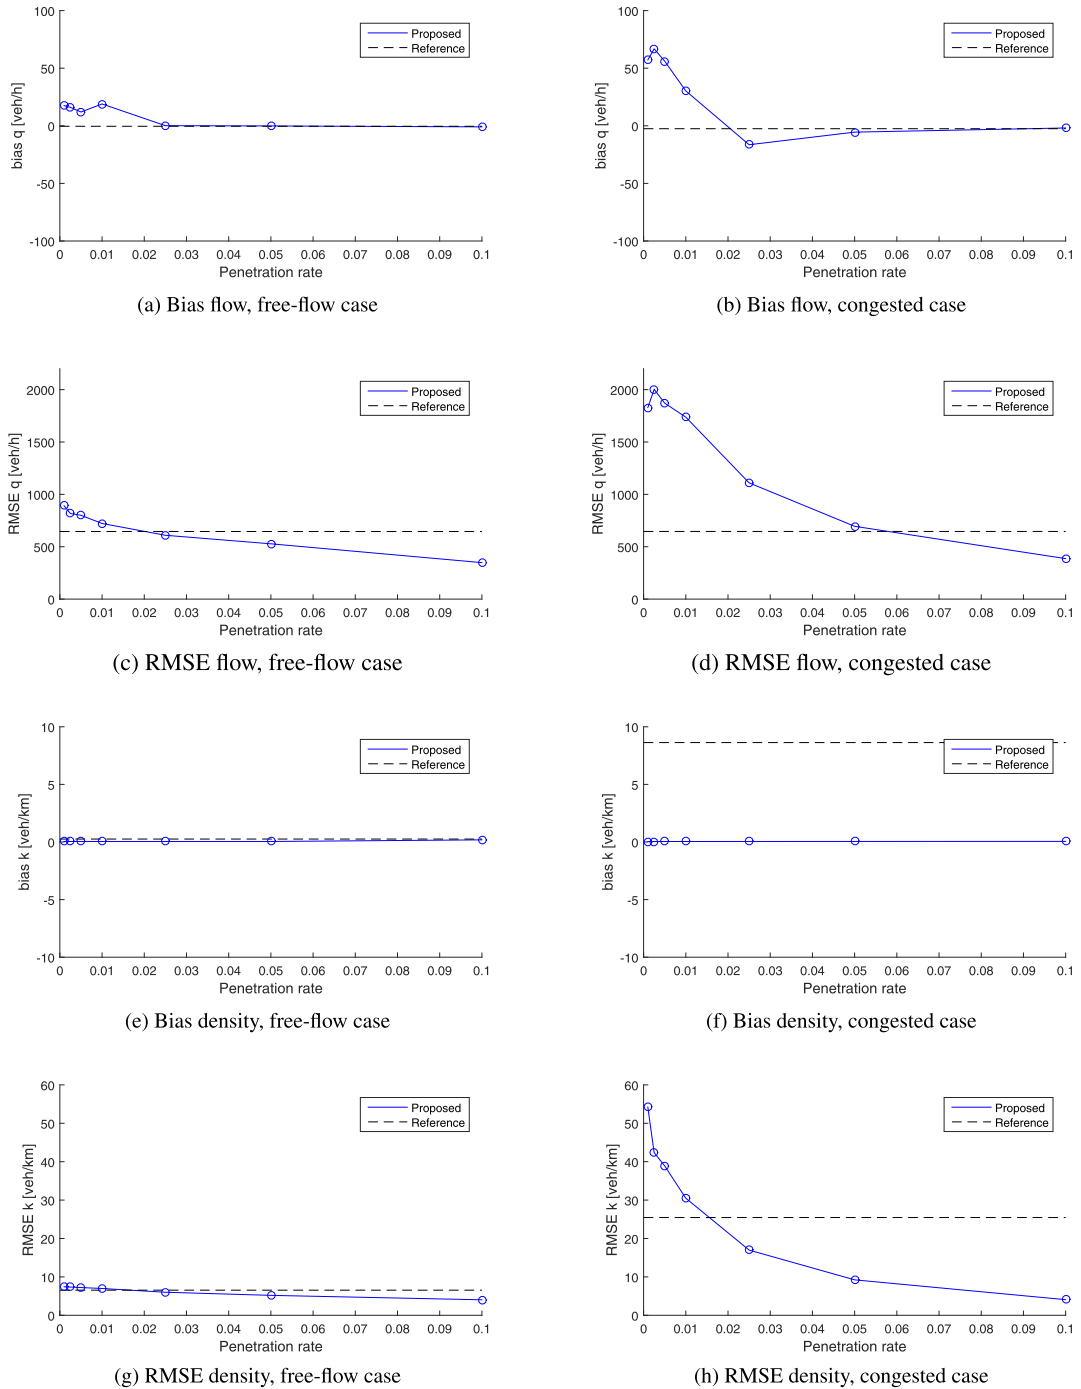 100
50
0
-50
-100
bias q [veh/h]
0 0.01 0.02 0.03 0.04 0.05 0.06 0.07 0.08 0.09 0.1
Penetration rate
Proposed
Reference
(a) Bias flow, free-flow case
100
50
0
-50
-100
bias q [veh/h]
0 0.01 0.02 0.03 0.04 0.05 0.06 0.07 0.08 0.09 0.1
Penetration rate
Proposed
Reference
(b) Bias flow, congested case
2000
1500
1000
500
0
RMSE q [veh/h]
0 0.01 0.02 0.03 0.04 0.05 0.06 0.07 0.08 0.09 0.1
Penetration rate
Proposed
Reference
(c) RMSE flow, free-flow case
2000
1500
1000
500
0
RMSE q [veh/h]
0 0.01 0.02 0.03 0.04 0.05 0.06 0.07 0.08 0.09 0.1
Penetration rate
Proposed
Reference
(d) RMSE flow, congested case
10
5
0
-5
-10
bias k [veh/km]
0 0.01 0.02 0.03 0.04 0.05 0.06 0.07 0.08 0.09 0.1
Penetration rate
Proposed
Reference
(e) Bias density, free-flow case
10
5
0
-5
-10
bias k [veh/km]
0 0.01 0.02 0.03 0.04 0.05 0.06 0.07 0.08 0.09 0.1
Penetration rate
Proposed
Reference
(f) Bias density, congested case
60
50
40
30
20
10
0
RMSE k [veh/km]
0 0.01 0.02 0.03 0.04 0.05 0.06 0.07 0.08 0.09 0.1
Penetration rate
Proposed
Reference
(g) RMSE density, free-flow case
60
50
40
30
20
10
0
RMSE k [veh/km]
0 0.01 0.02 0.03 0.04 0.05 0.06 0.07 0.08 0.09 0.1
Penetration rate
Proposed
Reference
(h) RMSE density, congested case